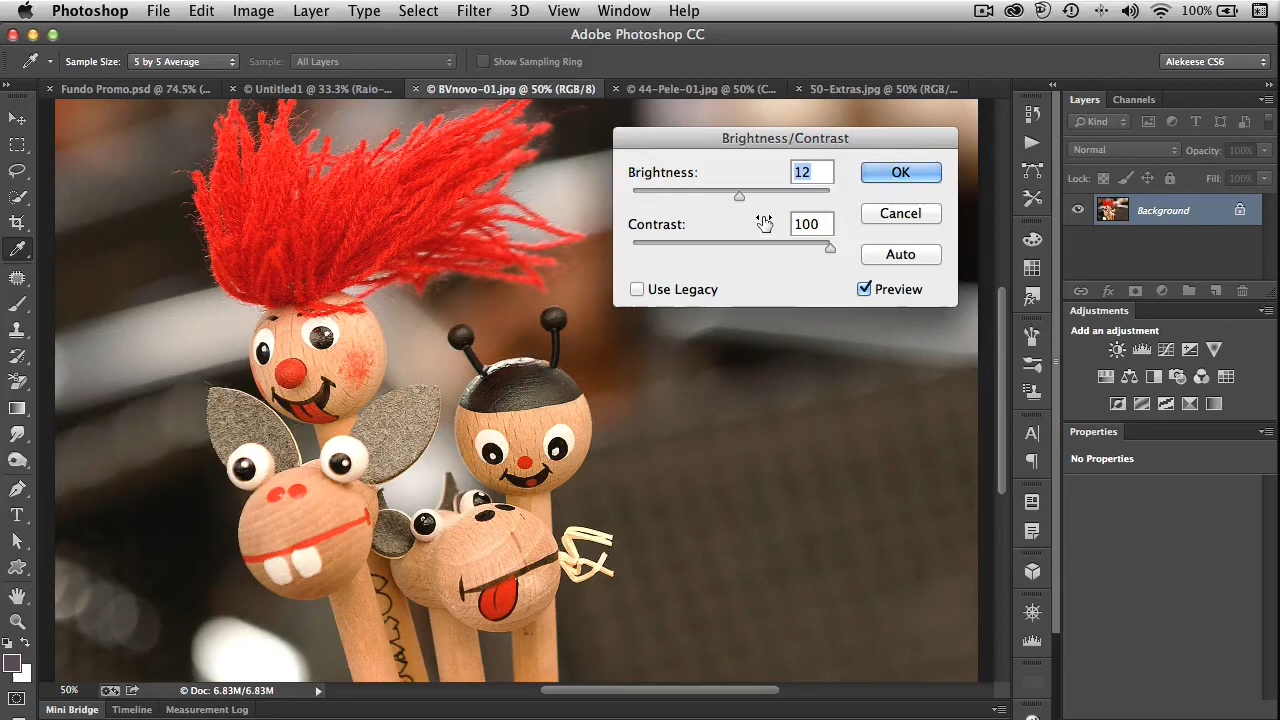 Photoshop File Edit Image Layer Type Select Filter 3D View Window Help 100%
Adobe Photoshop CC
Sample Size: 5 by 5 Average Sample: All Layers Show Sampling Ring Alekeese CS6
Fundo Promo.psd @ 74.5% (... © Untitled1 @ 33.3% (Raio-... © BVnovo-01.jpg @ 50% (RGB/8) © 44-Pele-01.jpg @ 50% (C... 50-Extras.jpg @ 50% (RGB/...
Layers Channels
Kind
Normal Opacity: 100%
Lock: Fill: 100%
Background
Brightness/Contrast
Brightness: 12 OK
Contrast: 100 Cancel
Auto
Use Legacy Preview
Adjustments
Add an adjustment
Properties
No Properties
50% © Doc: 6.83M/6.83M
Mini Bridge Timeline Measurement Log